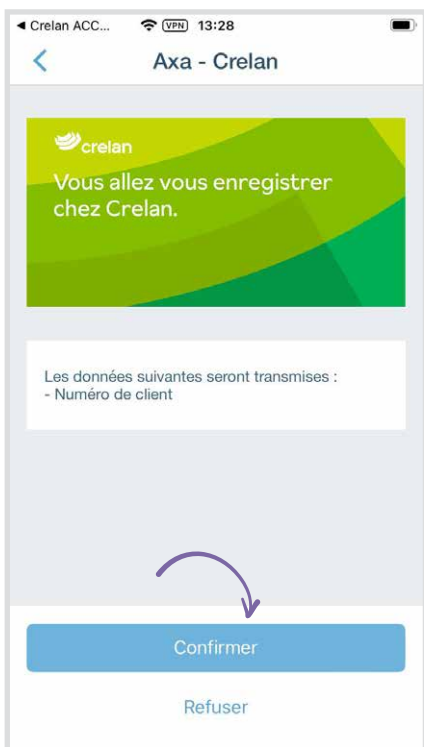 ◀ Crelan ACC... VPN 13:28
Axa - Crelan
crelan
Vous allez vous enregistrer
chez Crelan.
Les données suivantes seront transmises :
- Numéro de client
Confirmer
Refuser